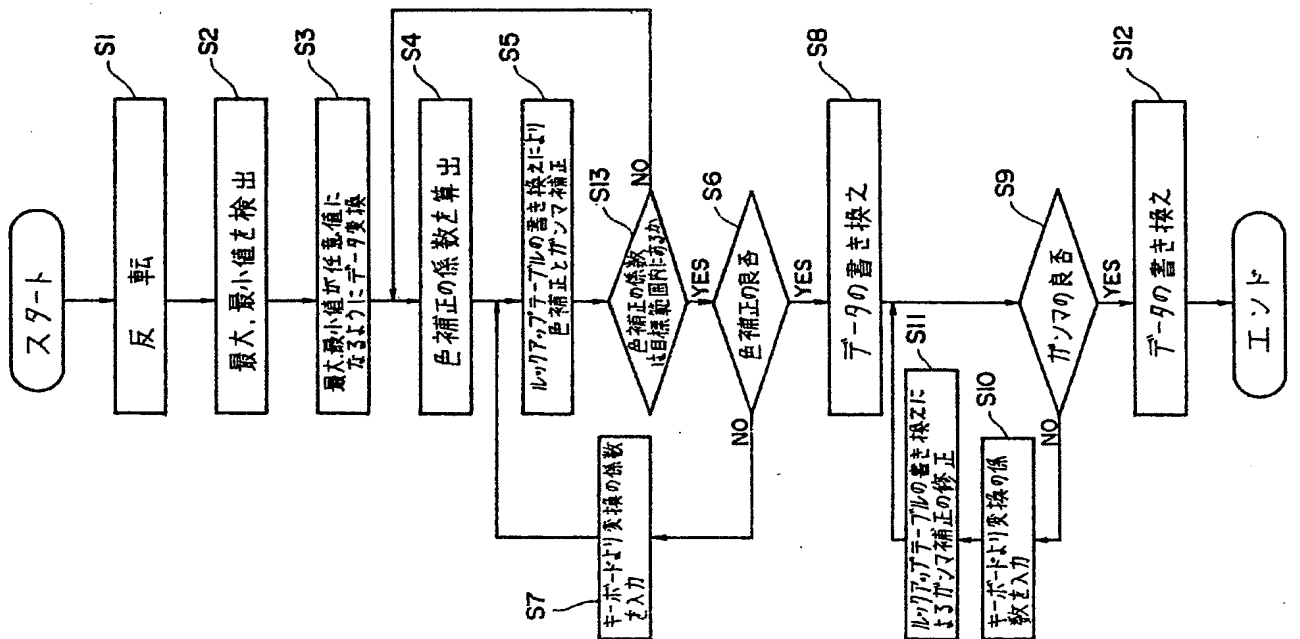 スタート
反 転
S1
最大,最小値を検出
S2
最大,最小値が任意値に
なるようにデータ変換
S3
色補正の係数を算出
S4
ルックアップテーブルの書き換えにより
色補正とガンマ補正
S5
色補正の係数
は目標範囲内にあるか
S13
NO
YES
色補正の良否
S6
NO
YES
キーボードより変換の係数
を入力
S7
データの書き換え
S8
ガンマの良否
S9
NO
YES
キーボードより変換の係
数を入力
S10
ルックアップテーブルの書き換えに
よるガンマ補正の修正
S11
データの書き換え
S12
エンド